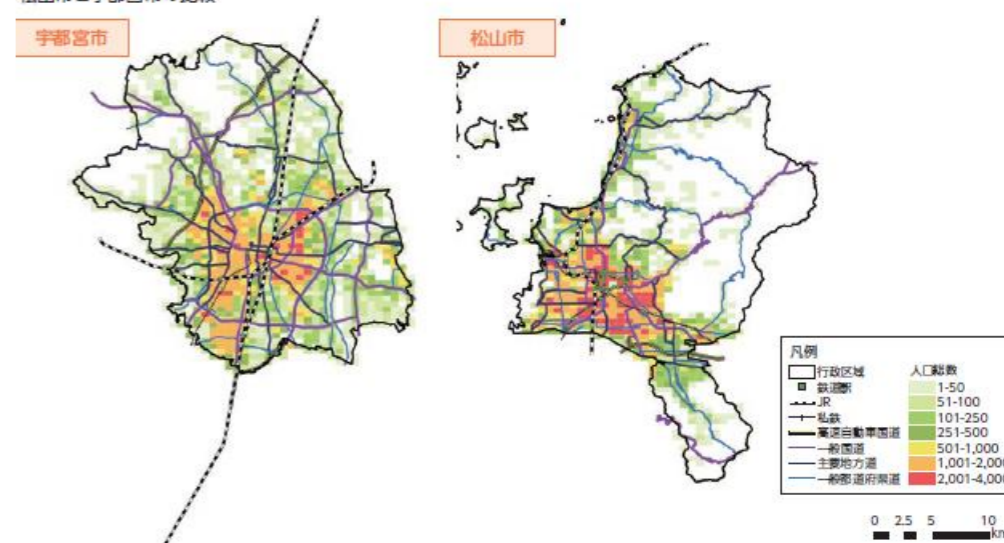 宇都宮市
松山市
凡例
行政区域
鉄道駅
JR
私鉄
高速自動車国道
一般国道
主要地方道
一般都道府県道
人口総数
1-50
51-100
101-250
251-500
501-1,000
1,001-2,000
2,001-4,000
0 2.5 5 10
km